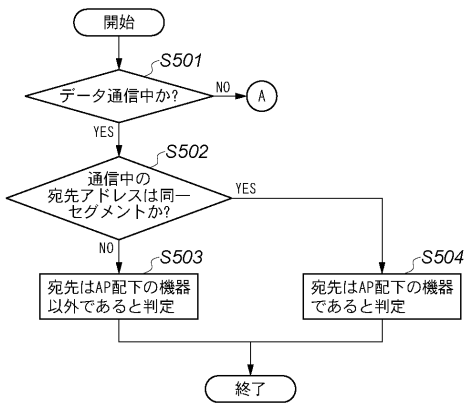 開始
S501
データ通信中か?
NO
A
YES
S502
通信中の
宛先アドレスは同一
セグメントか?
YES
NO
S503
宛先はAP配下の機器
以外であると判定
S504
宛先はAP配下の機器
であると判定
終了